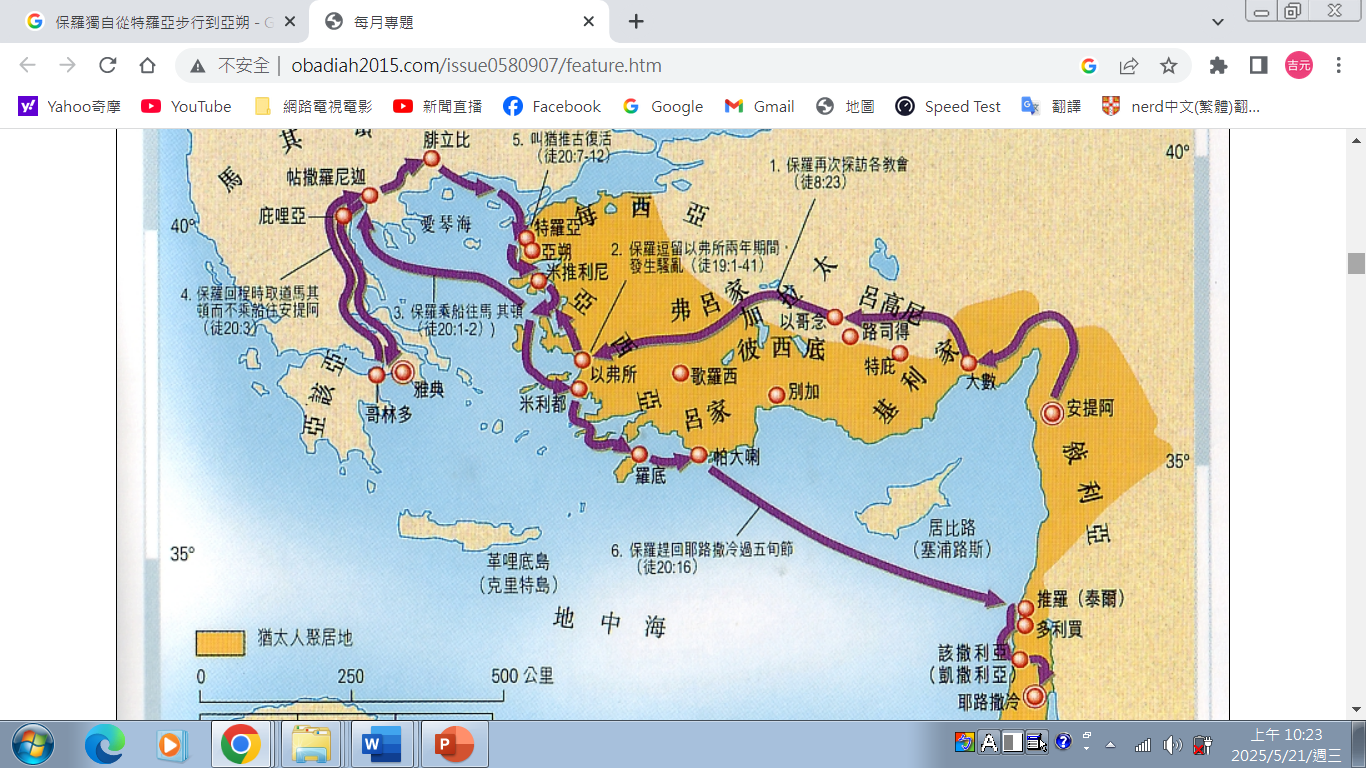 保羅獨自從特羅亞步行到亞朔 - G
每月專題
不安全
obadiah2015.com/issue0580907/feature.htm
吉元
Yahoo奇摩
YouTube
網路電視電影
新聞直播
Facebook
Google
Gmail
地圖
Speed Test
翻譯
nerd中文(繁體)翻...
馬 其 頓
腓立比
5. 叫猶推古復活
(徒20:7-12)
1. 保羅再次探訪各教會
(徒8:23)
40°
帖撒羅尼迦
庇哩亞
40°
愛琴海
特羅亞
亞朔
米推利尼
每 西 亞
2. 保羅逗留以弗所兩年期間，
發生騷亂（徒19:1-41）
4. 保羅回程時取道馬其
頓而不乘船往安提阿
（徒20:3）
3. 保羅乘船往馬 其頓
（徒20:1-2）)
亞 西 亞
弗呂家
加 拉 太
呂高尼
以哥念
路司得
特庇
彼 西 底
基 利 家
大數
以弗所
歌羅西
別加
安提阿
亞該亞
雅典
哥林多
米利都
呂家
羅底
帕大喇
敘 利 亞
35°
居比路
（塞浦路斯）
35°
革哩底島
（克里特島）
6. 保羅趕回耶路撒冷過五旬節
（徒20:16）
地 中 海
推羅（泰爾）
多利買
該撒利亞
（凱撒利亞）
耶路撒冷
猶太人聚居地
0 250 500 公里
上午 10:23
2025/5/21/週三